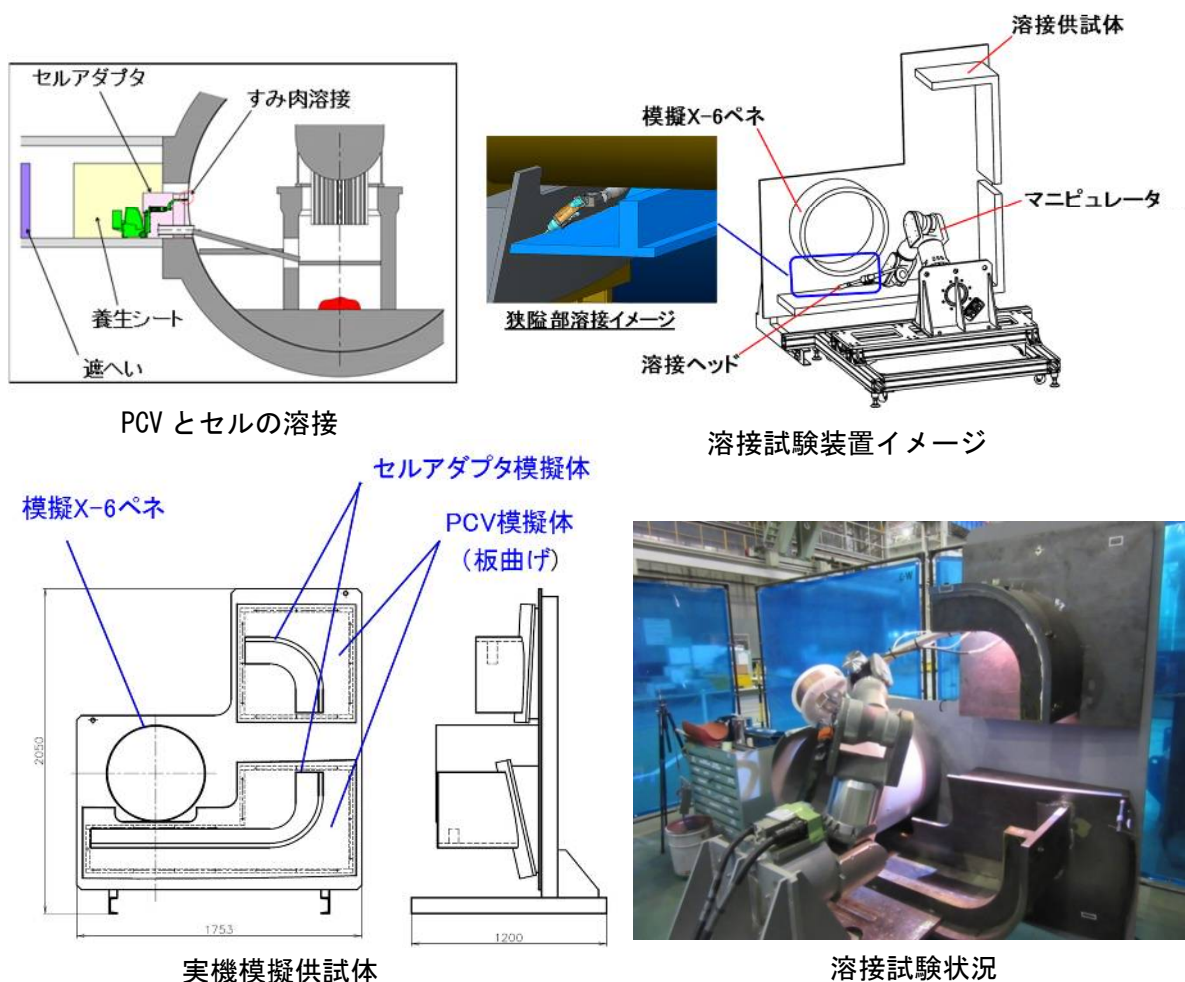 セルアダプタ
すみ肉溶接
養生シート
遮へい
PCV とセルの溶接
溶接供試体
模擬X-6ペネ
マニピュレータ
狭隘部溶接イメージ
溶接ヘッド
溶接試験装置イメージ
セルアダプタ模擬体
模擬X-6ペネ
PCV模擬体
(板曲げ)
2050
1753
1200
実機模擬供試体
溶接試験状況